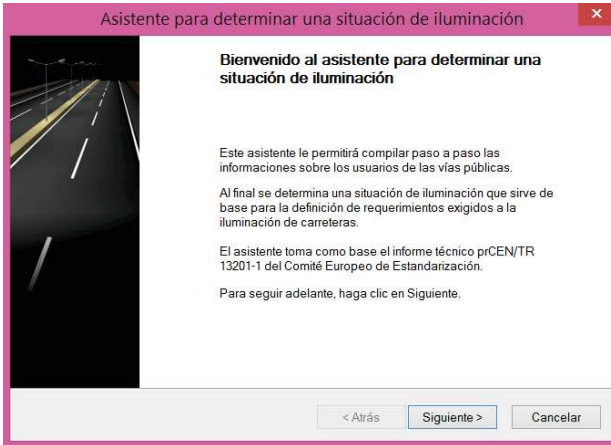 Asistente para determinar una situación de iluminación
Bienvenido al asistente para determinar una
situación de iluminación
Este asistente le permitirá compilar paso a paso las
informaciones sobre los usuarios de las vías públicas.
Al final se determina una situación de iluminación que sirve de
base para la definición de requerimientos exigidos a la
iluminación de carreteras.
El asistente toma como base el informe técnico prCEN/TR
13201-1 del Comité Europeo de Estandarización.
Para seguir adelante, haga clic en Siguiente.
< Atrás Siguiente > Cancelar